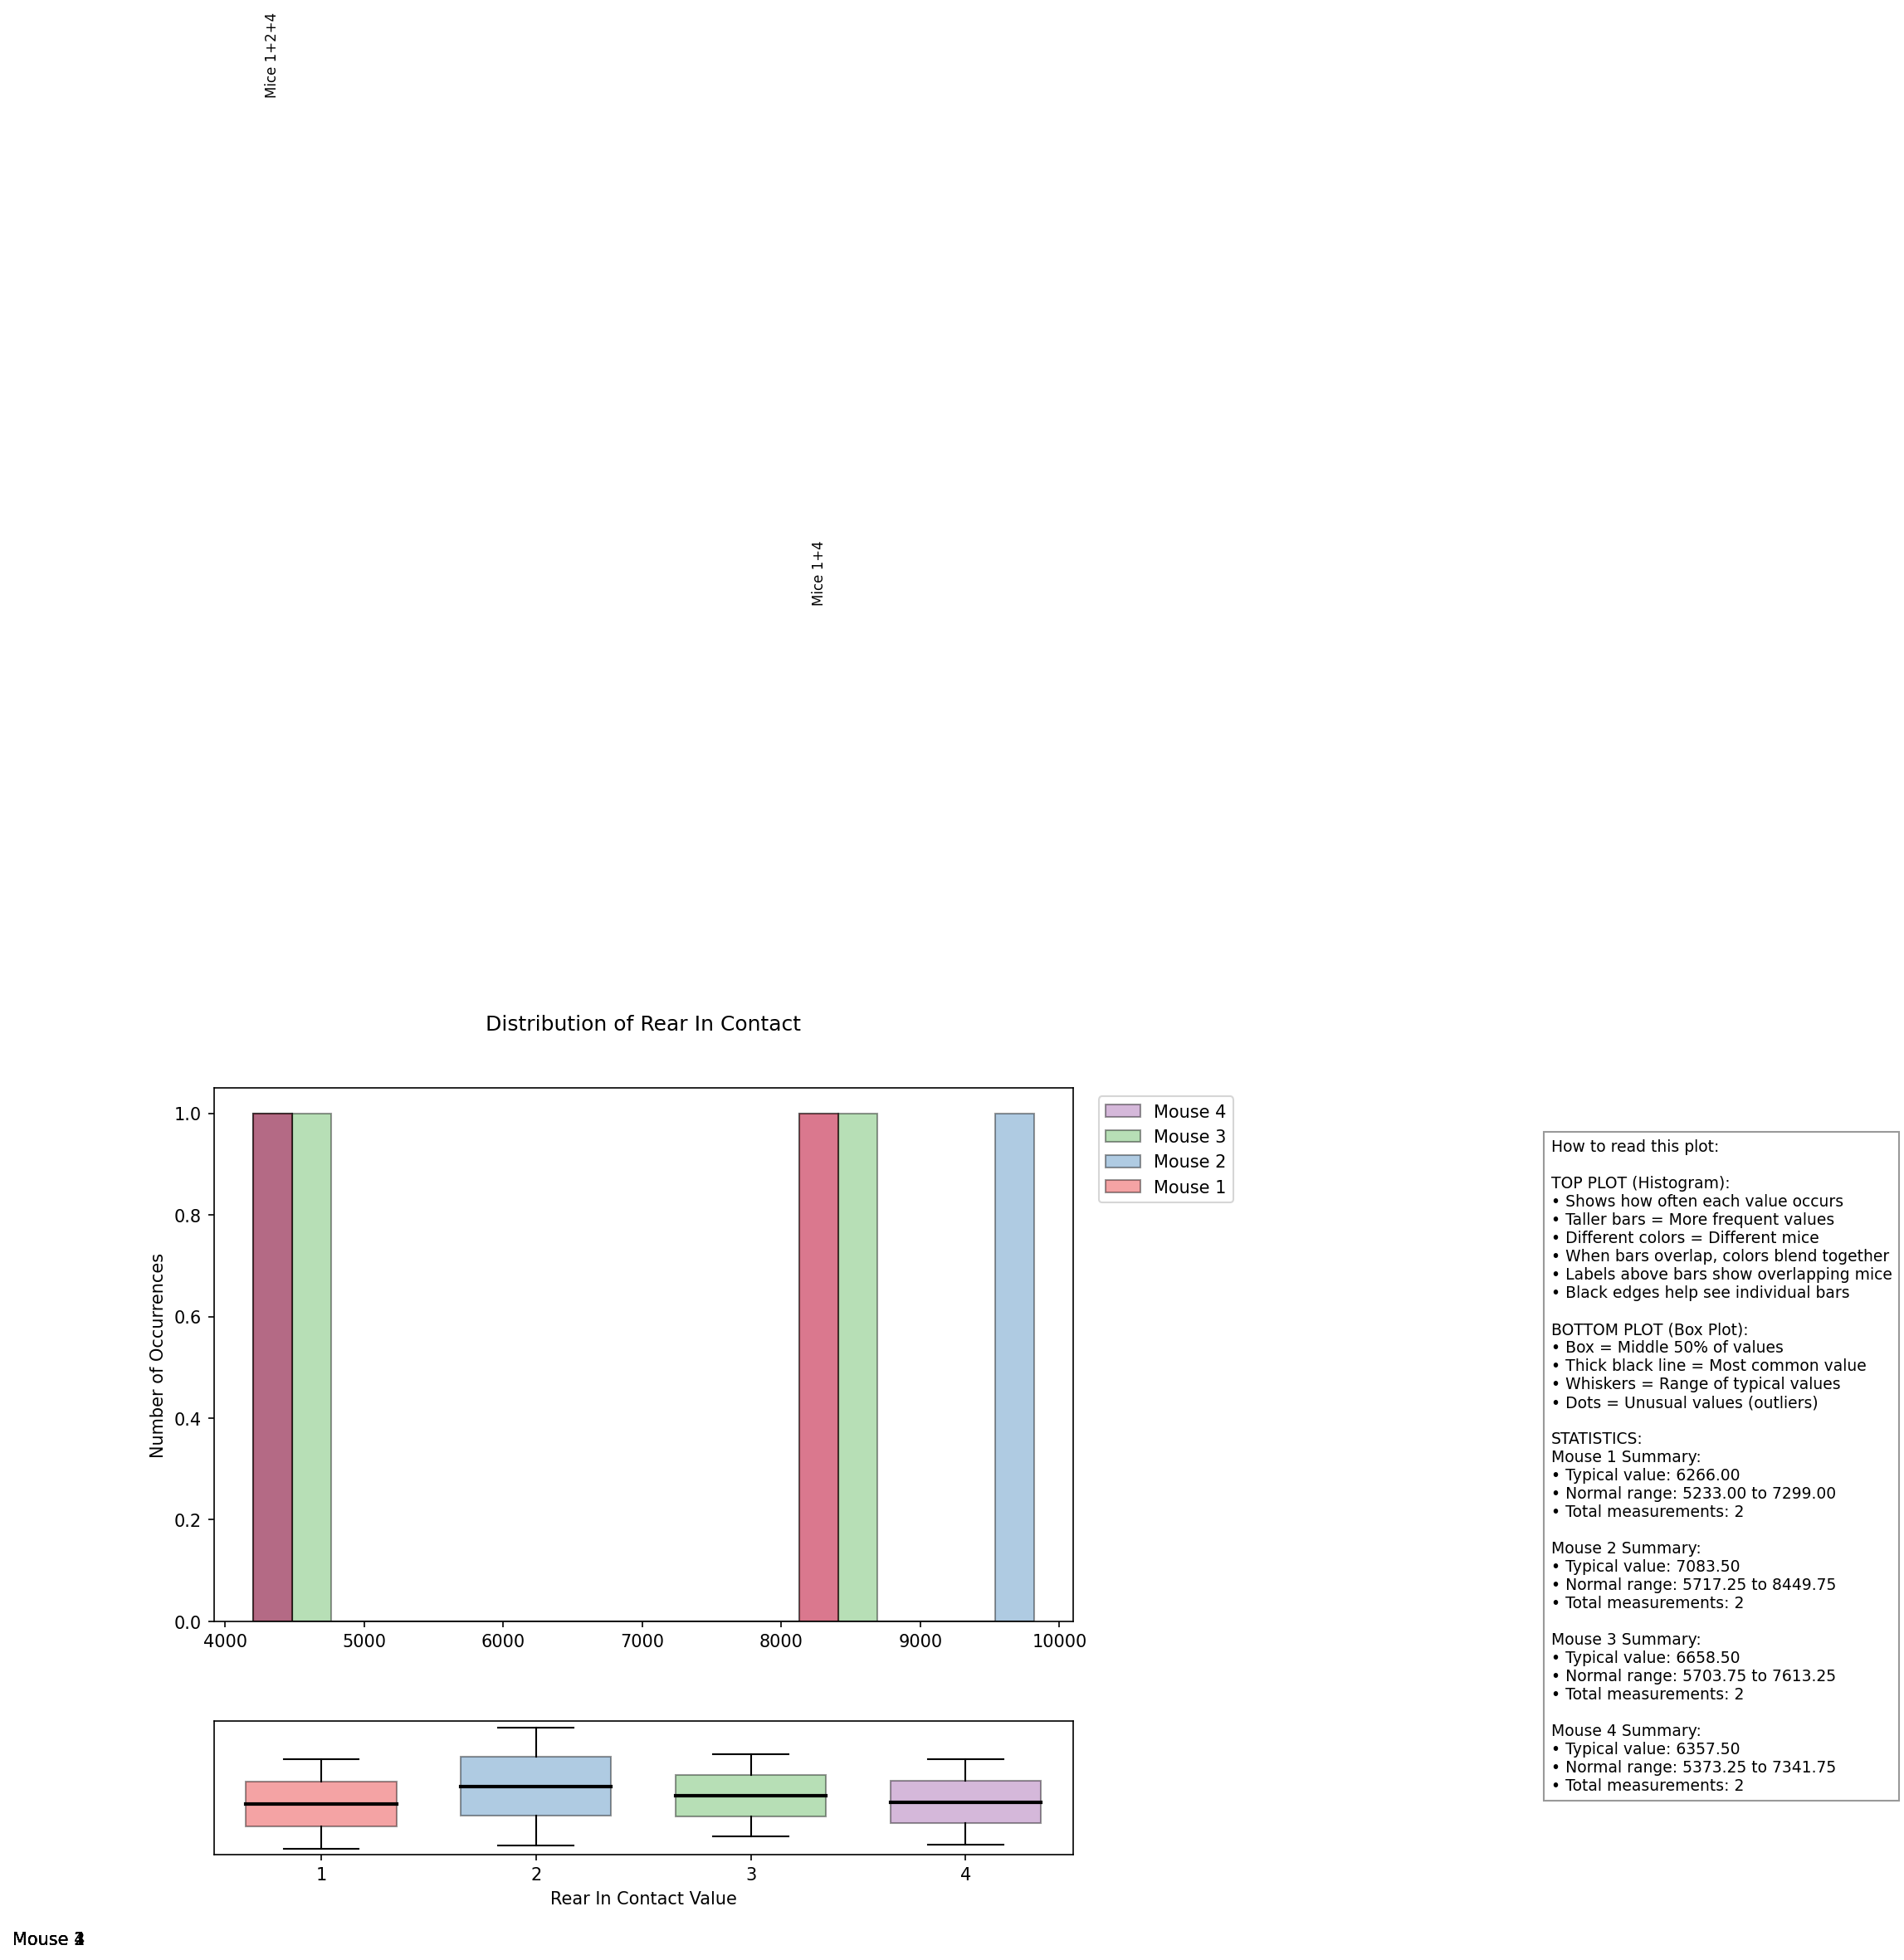 Mice 1+2+4
Mice 1+4
Distribution of Rear In Contact
Number of Occurrences
1.0
0.8
0.6
0.4
0.2
0.0
4000 5000 6000 7000 8000 9000 10000
Mouse 4
Mouse 3
Mouse 2
Mouse 1
1 2 3 4
Rear In Contact Value
Mouse
How to read this plot:
TOP PLOT (Histogram):
• Shows how often each value occurs
• Taller bars = More frequent values
• Different colors = Different mice
• When bars overlap, colors blend together
• Labels above bars show overlapping mice
• Black edges help see individual bars
BOTTOM PLOT (Box Plot):
• Box = Middle 50% of values
• Thick black line = Most common value
• Whiskers = Range of typical values
• Dots = Unusual values (outliers)
STATISTICS:
Mouse 1 Summary:
• Typical value: 6266.00
• Normal range: 5233.00 to 7299.00
• Total measurements: 2
Mouse 2 Summary:
• Typical value: 7083.50
• Normal range: 5717.25 to 8449.75
• Total measurements: 2
Mouse 3 Summary:
• Typical value: 6658.50
• Normal range: 5703.75 to 7613.25
• Total measurements: 2
Mouse 4 Summary:
• Typical value: 6357.50
• Normal range: 5373.25 to 7341.75
• Total measurements: 2